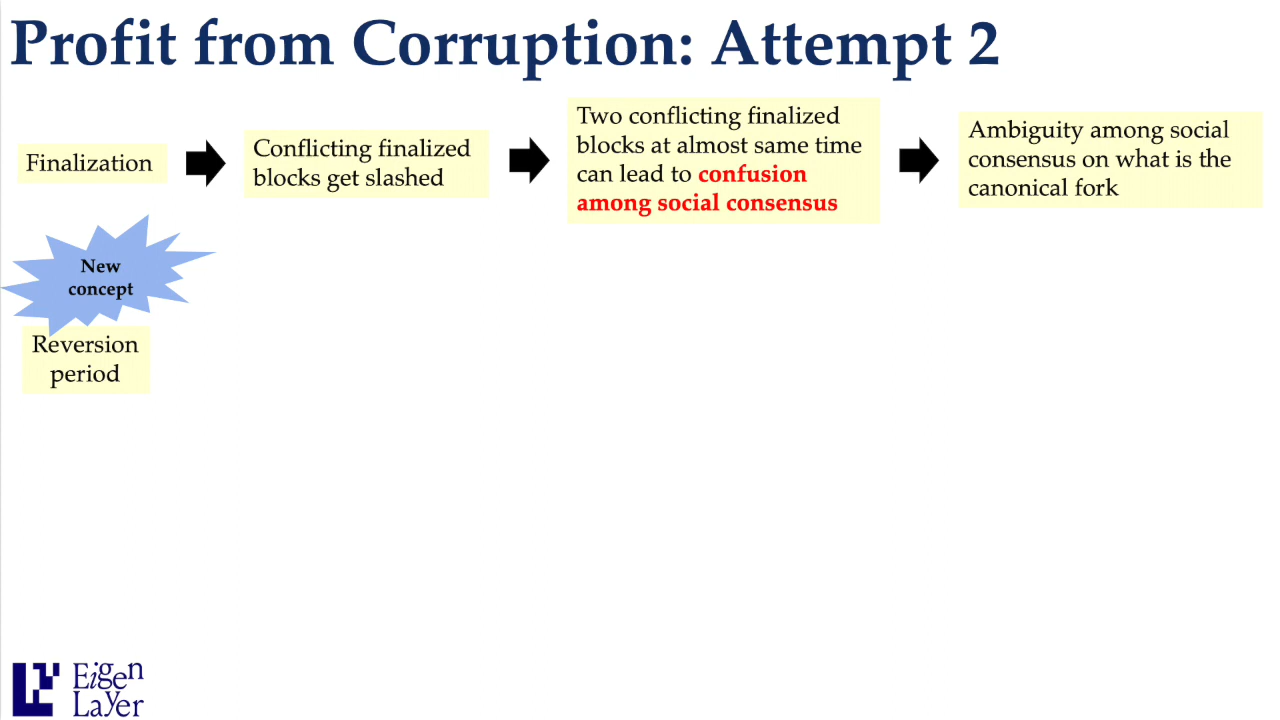 Profit from Corruption: Attempt 2
Finalization
Conflicting finalized
blocks get slashed
Two conflicting finalized
blocks at almost same time
can lead to confusion
among social consensus
Ambiguity among social
consensus on what is the
canonical fork
New
concept
Reversion
period
Eigen
Layer